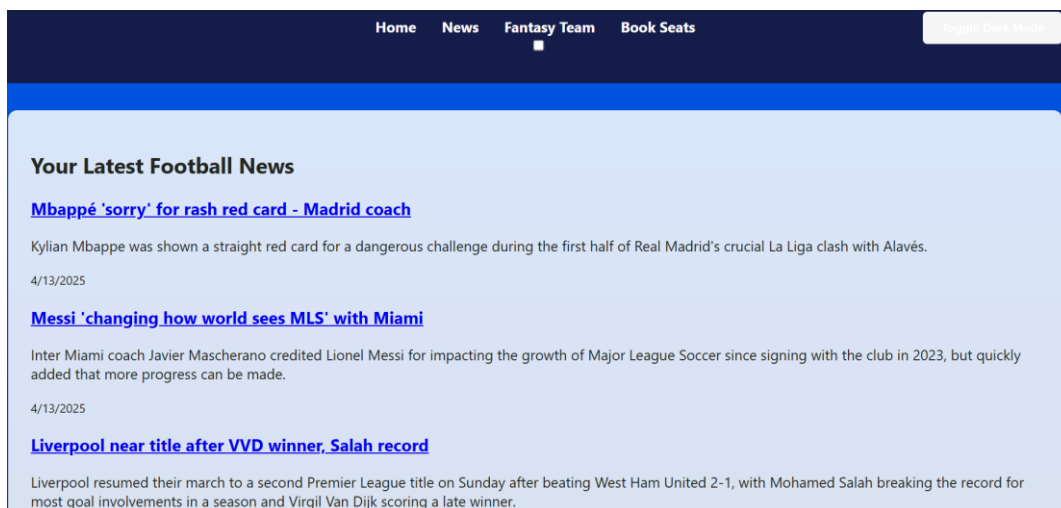 Home News Fantasy Team Book Seats Toggle Dark Mode
Your Latest Football News
Mbappé 'sorry' for rash red card - Madrid coach
Kylian Mbappe was shown a straight red card for a dangerous challenge during the first half of Real Madrid's crucial La Liga clash with Alavés.
4/13/2025
Messi 'changing how world sees MLS' with Miami
Inter Miami coach Javier Mascherano credited Lionel Messi for impacting the growth of Major League Soccer since signing with the club in 2023, but quickly
added that more progress can be made.
4/13/2025
Liverpool near title after VVD winner, Salah record
Liverpool resumed their march to a second Premier League title on Sunday after beating West Ham United 2-1, with Mohamed Salah breaking the record for
most goal involvements in a season and Virgil Van Dijk scoring a late winner.